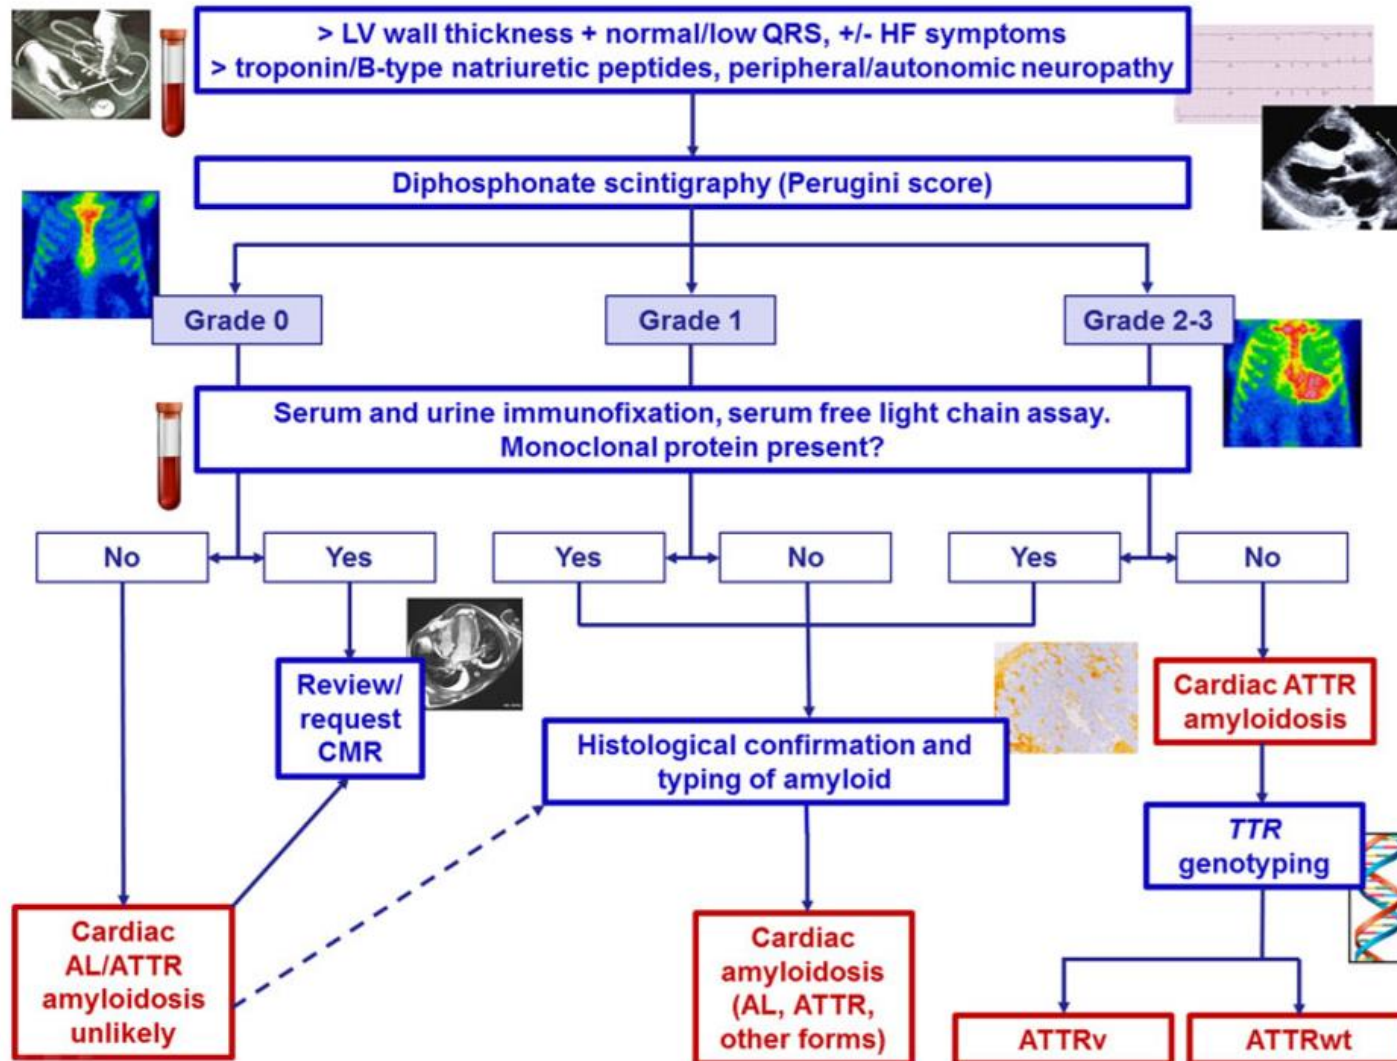 > LV wall thickness + normal/low QRS, +/- HF symptoms
> troponin/B-type natriuretic peptides, peripheral/autonomic neuropathy
Diphosphonate scintigraphy (Perugini score)
Grade 0
Grade 1
Grade 2-3
Serum and urine immunofixation, serum free light chain assay.
Monoclonal protein present?
No
Yes
Yes
No
Yes
No
Review/
request
CMR
Histological confirmation and
typing of amyloid
Cardiac ATTR
amyloidosis
TTR
genotyping
Cardiac
AL/ATTR
amyloidosis
unlikely
Cardiac
amyloidosis
(AL, ATTR,
other forms)
ATTRv
ATTRwt